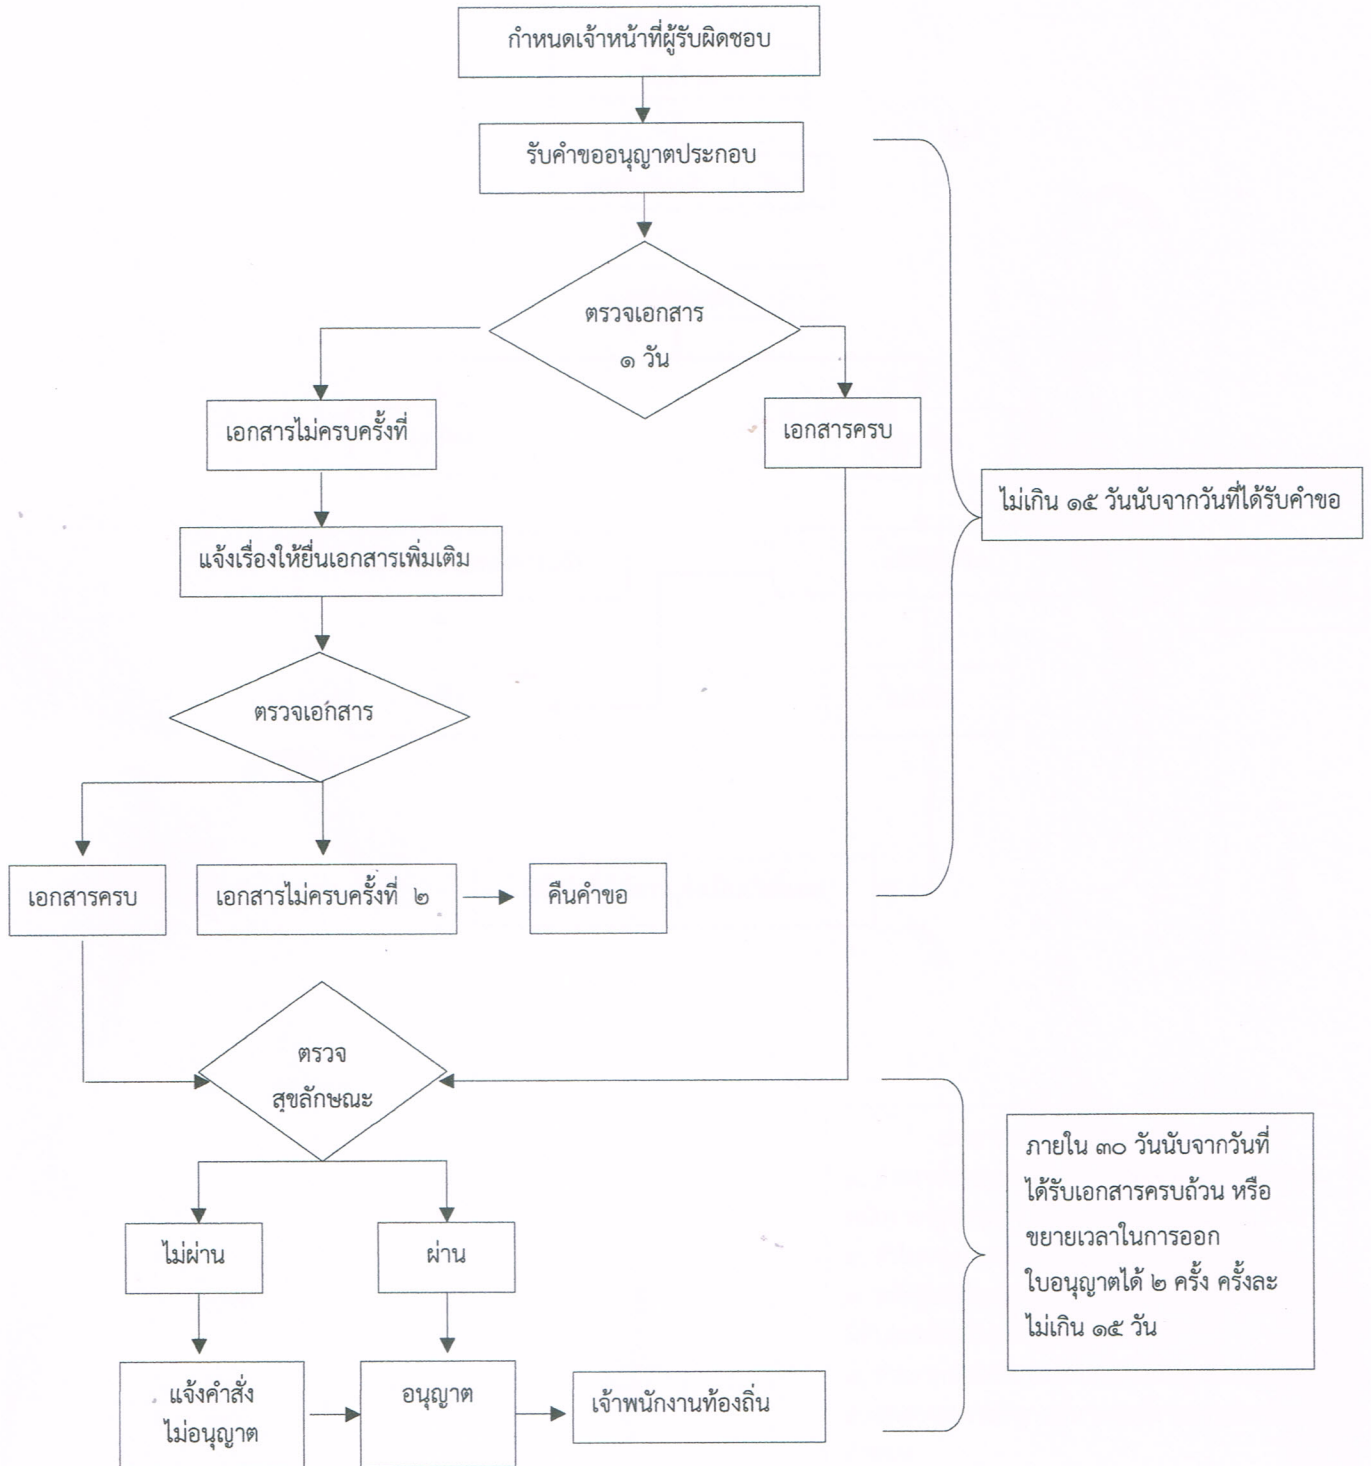 กำหนดเจ้าหน้าที่ผู้รับผิดชอบ
รับคำขออนุญาตประกอบ
ตรวจเอกสาร
๑ วัน
เอกสารไม่ครบครั้งที่
เอกสารครบ
ไม่เกิน ๑๕ วันนับจากวันที่ได้รับคำขอ
แจ้งเรื่องให้ยื่นเอกสารเพิ่มเติม
ตรวจเอกสาร
เอกสารครบ
เอกสารไม่ครบครั้งที่ ๒
คืนคำขอ
ตรวจ
สุขลักษณะ
ภายใน ๓๐ วันนับจากวันที่
ได้รับเอกสารครบถ้วน หรือ
ขยายเวลาในการออก
ใบอนุญาตได้ ๒ ครั้ง ครั้งละ
ไม่เกิน ๑๕ วัน
ไม่ผ่าน
ผ่าน
แจ้งคำสั่ง
ไม่อนุญาต
อนุญาต
เจ้าพนักงานท้องถิ่น